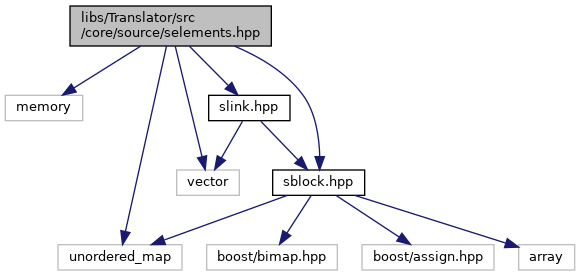 libs/Translator/src
/core/source/selements.hpp
memory
slink.hpp
vector
sblock.hpp
unordered_map
boost/bimap.hpp
boost/assign.hpp
array